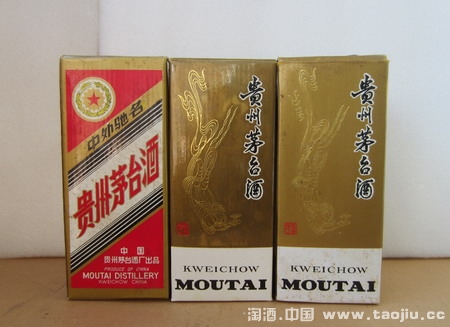 中外驰名
贵州茅台酒
中国
贵州茅台酒厂出品
PRODUCE OF CHINA
MOUTAI DISTILLERY
KWEICHOW CHINA
貴州茅台酒
KWEICHOW
MOUTAI
貴州茅台酒
KWEICHOW
MOUTAI
淘酒.中国 www.taojiu.cc